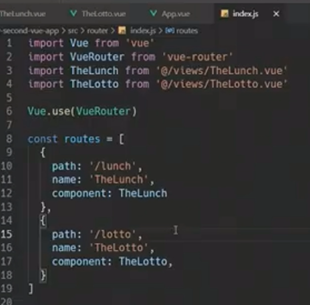 TheLunch.vue
TheLotto.vue
App.vue
index.js
-second-vue-app > src > router > index.js > routes
1 import Vue from 'vue'
2 import VueRouter from 'vue-router'
3 import TheLunch from '@/views/TheLunch.vue'
4 import TheLotto from '@/views/TheLotto.vue'
5
6 Vue.use(VueRouter)
7
8 const routes = [
9 {
10 path: '/lunch',
11 name: 'TheLunch',
12 component: TheLunch
13 },
14 {
15 path: '/lotto',
16 name: 'TheLotto',
17 component: TheLotto,
18 }
19 ]